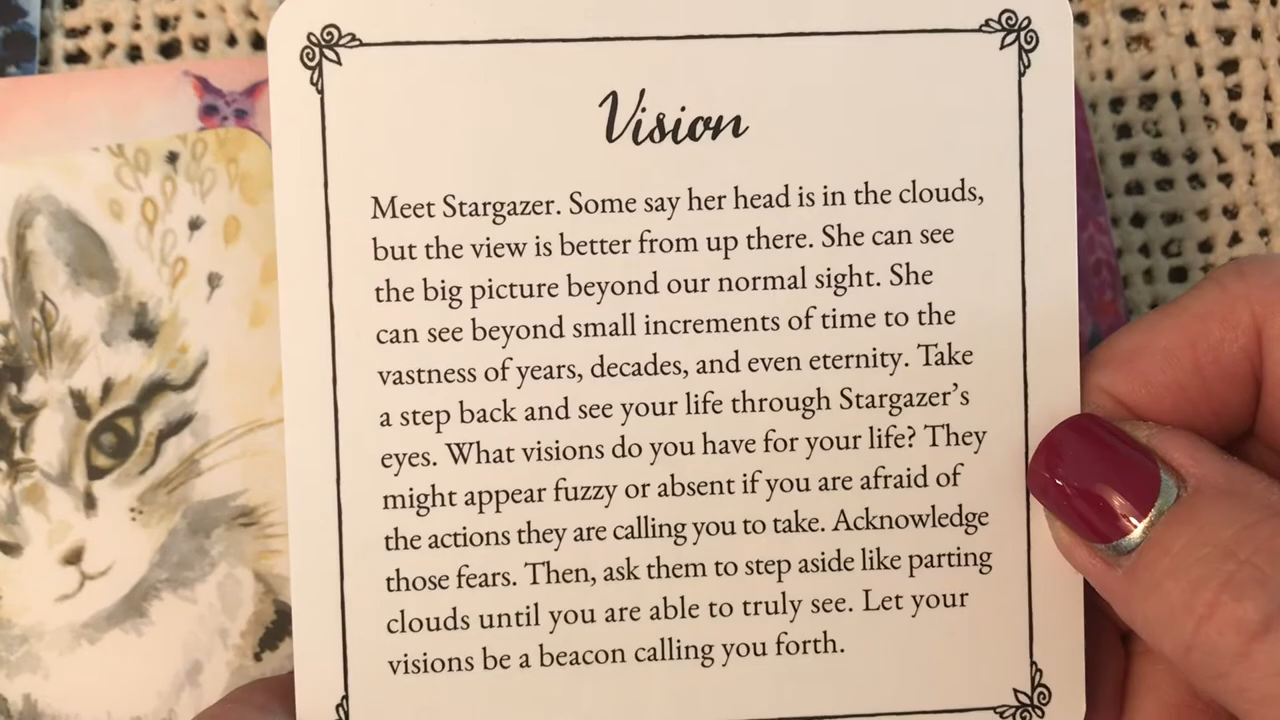 Vision
Meet Stargazer. Some say her head is in the clouds,
but the view is better from up there. She can see
the big picture beyond our normal sight. She
can see beyond small increments of time to the
vastness of years, decades, and even eternity. Take
a step back and see your life through Stargazer's
eyes. What visions do you have for your life? They
might appear fuzzy or absent if you are afraid of
the actions they are calling you to take. Acknowledge
those fears. Then, ask them to step aside like parting
clouds until you are able to truly see. Let your
visions be a beacon calling you forth.